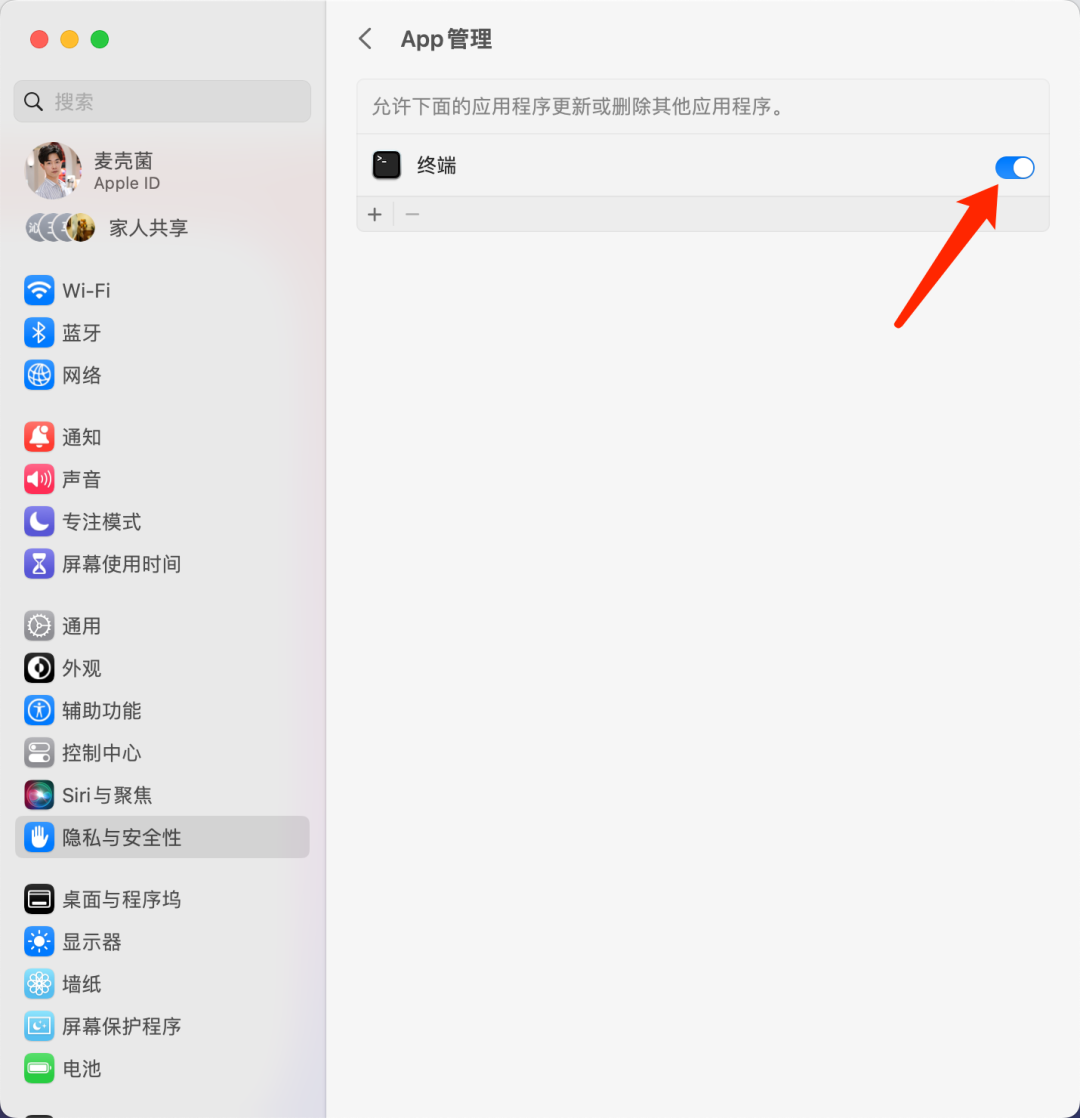 App管理
搜索
允许下面的应用程序更新或删除其他应用程序。
终端
麦壳菌
Apple ID
家人共享
Wi-Fi
蓝牙
网络
通知
声音
专注模式
屏幕使用时间
通用
外观
辅助功能
控制中心
Siri与聚焦
隐私与安全性
桌面与程序坞
显示器
墙纸
屏幕保护程序
电池